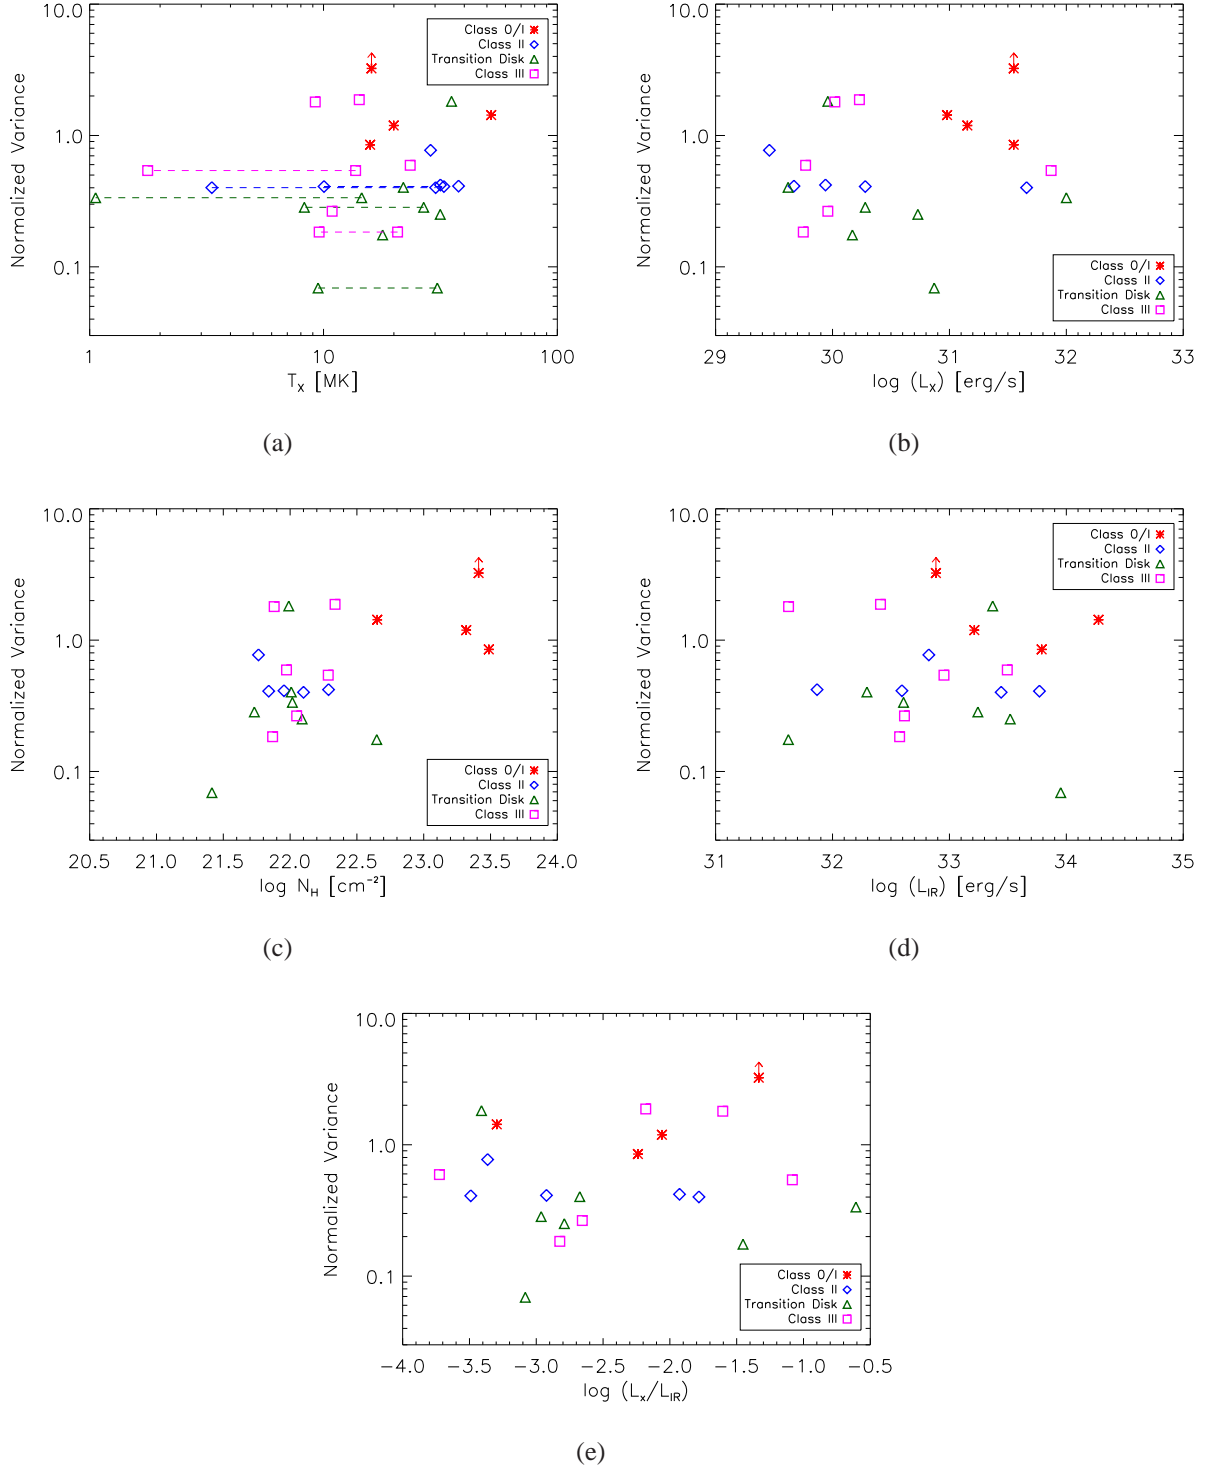 10.0
1.0
0.1
Normalized Variance
Class 0/I
Class II
Transition Disk
Class III
1 10 100
T_X [MK]
(a)
10.0
1.0
0.1
Normalized Variance
Class 0/I
Class II
Transition Disk
Class III
29 30 31 32 33
log (L_X) [erg/s]
(b)
10.0
1.0
0.1
Normalized Variance
Class 0/I
Class II
Transition Disk
Class III
20.5 21.0 21.5 22.0 22.5 23.0 23.5 24.0
log N_H [cm⁻²]
(c)
10.0
1.0
0.1
Normalized Variance
Class 0/I
Class II
Transition Disk
Class III
31 32 33 34 35
log (L_IR) [erg/s]
(d)
10.0
1.0
0.1
Normalized Variance
Class 0/I
Class II
Transition Disk
Class III
−4.0 −3.5 −3.0 −2.5 −2.0 −1.5 −1.0 −0.5
log (L_x/L_IR)
(e)